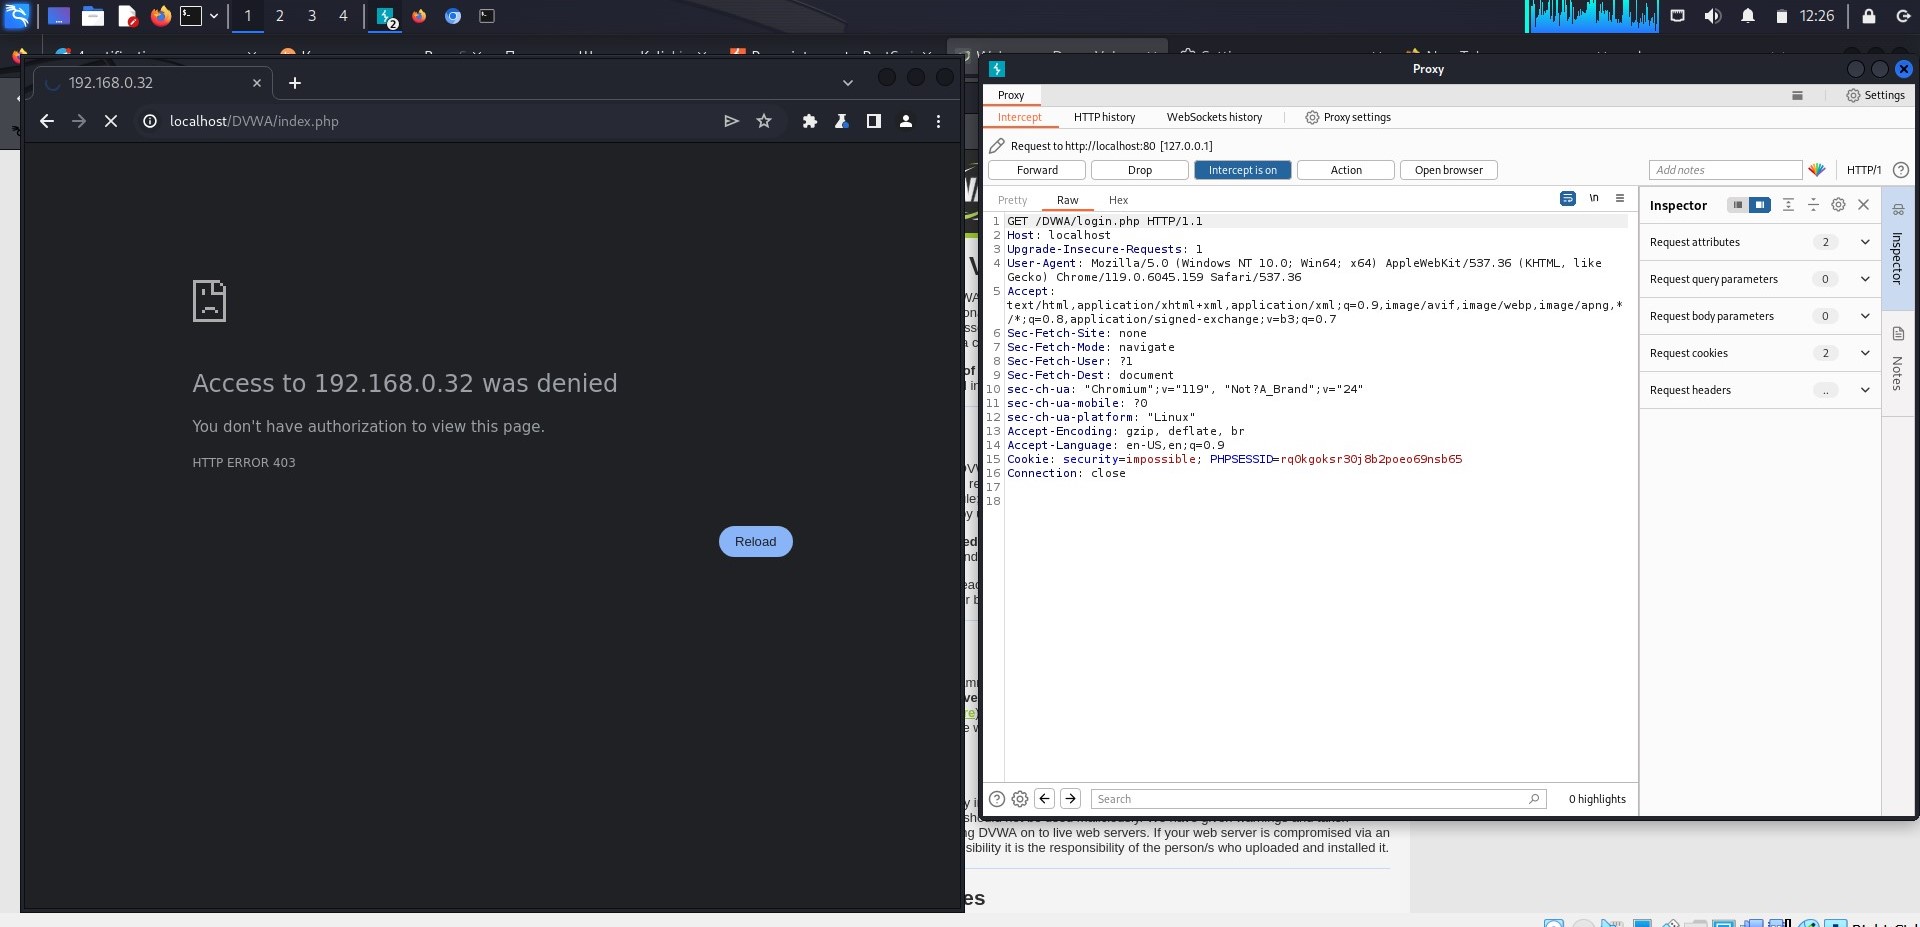 1 2 3 4 2 12:26
192.168.0.32
localhost/DVWA/index.php
Access to 192.168.0.32 was denied
You don't have authorization to view this page.
HTTP ERROR 403
Reload
Proxy
Proxy Settings
Intercept HTTP history WebSockets history Proxy settings
Request to http://localhost:80 [127.0.0.1]
Forward Drop Intercept is on Action Open browser Add notes HTTP/1
Pretty Raw Hex \n
1 GET /DVWA/login.php HTTP/1.1
2 Host: localhost
3 Upgrade-Insecure-Requests: 1
4 User-Agent: Mozilla/5.0 (Windows NT 10.0; Win64; x64) AppleWebKit/537.36 (KHTML, like
Gecko) Chrome/119.0.6045.159 Safari/537.36
5 Accept:
text/html,application/xhtml+xml,application/xml;q=0.9,image/avif,image/webp,image/apng,*
/*;q=0.8,application/signed-exchange;v=b3;q=0.7
6 Sec-Fetch-Site: none
7 Sec-Fetch-Mode: navigate
8 Sec-Fetch-User: ?1
9 Sec-Fetch-Dest: document
10 sec-ch-ua: "Chromium";v="119", "Not?A_Brand";v="24"
11 sec-ch-ua-mobile: ?0
12 sec-ch-ua-platform: "Linux"
13 Accept-Encoding: gzip, deflate, br
14 Accept-Language: en-US,en;q=0.9
15 Cookie: security=impossible; PHPSESSID=rq0kgoksr30j8b2poeo69nsb65
16 Connection: close
17
18
Inspector
Request attributes 2
Request query parameters 0
Request body parameters 0
Request cookies 2
Request headers ..
Inspector
Notes
Search 0 highlights
DVWA on to live web servers. If your web server is compromised via an
it is the responsibility of the person/s who uploaded and installed it.
es